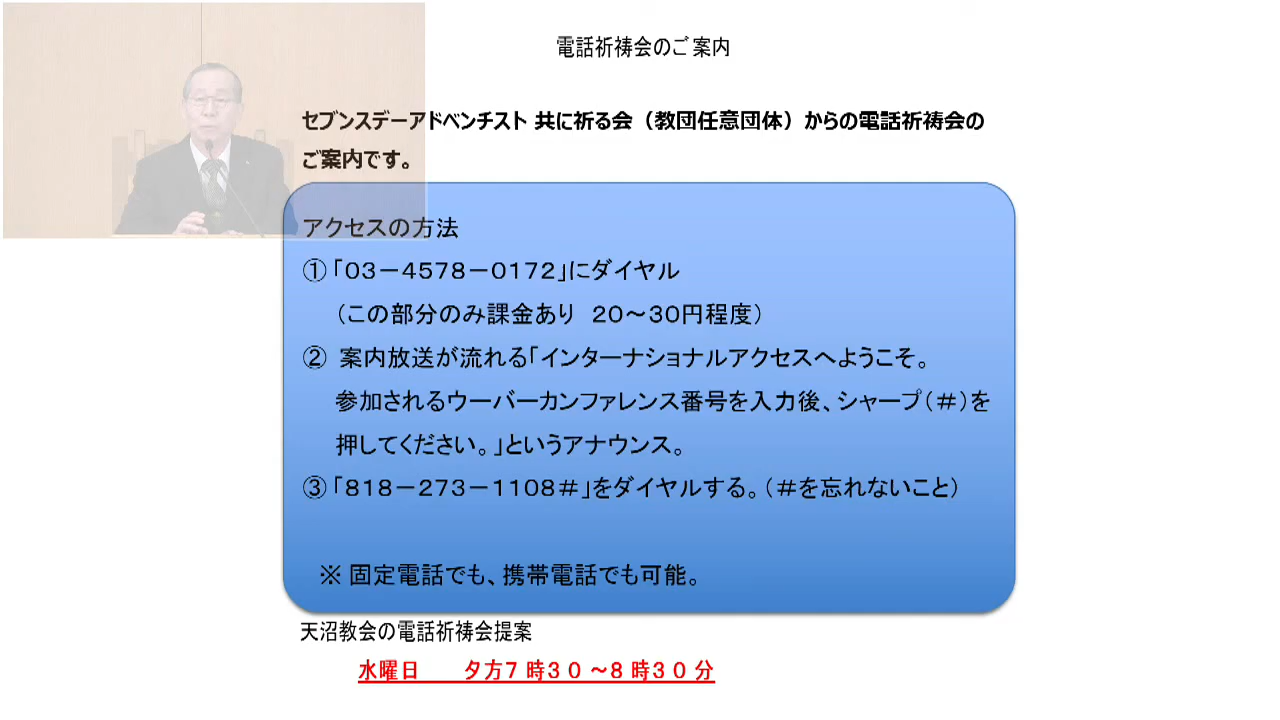 電話祈祷会のご案内
セブンスデーアドベンチスト 共に祈る会（教団任意団体）からの電話祈祷会の
ご案内です。
アクセスの方法
①「03－4578－0172」にダイヤル
（この部分のみ課金あり　20～30円程度）
② 案内放送が流れる「インターナショナルアクセスへようこそ。
参加されるウーバーカンファレンス番号を入力後、シャープ（＃）を
押してください。」というアナウンス。
③「818－273－1108＃」をダイヤルする。（＃を忘れないこと）
※ 固定電話でも、携帯電話でも可能。
天沼教会の電話祈祷会提案
水曜日　　夕方7時30～8時30分